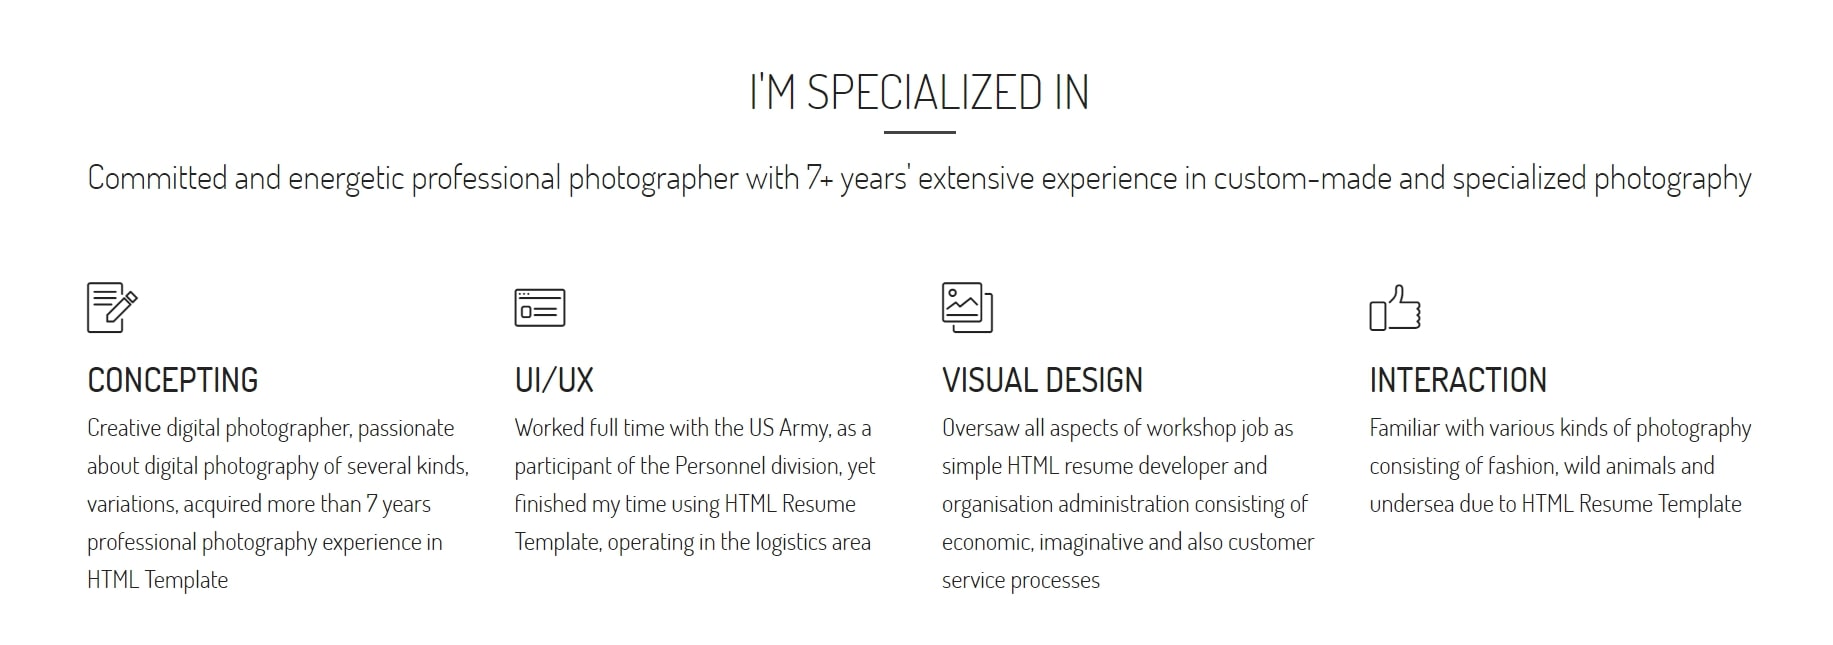 I'M SPECIALIZED IN
Committed and energetic professional photographer with 7+ years' extensive experience in custom-made and specialized photography
CONCEPTING
Creative digital photographer, passionate
about digital photography of several kinds,
variations, acquired more than 7 years
professional photography experience in
HTML Template
UI/UX
Worked full time with the US Army, as a
participant of the Personnel division, yet
finished my time using HTML Resume
Template, operating in the logistics area
VISUAL DESIGN
Oversaw all aspects of workshop job as
simple HTML resume developer and
organisation administration consisting of
economic, imaginative and also customer
service processes
INTERACTION
Familiar with various kinds of photography
consisting of fashion, wild animals and
undersea due to HTML Resume Template